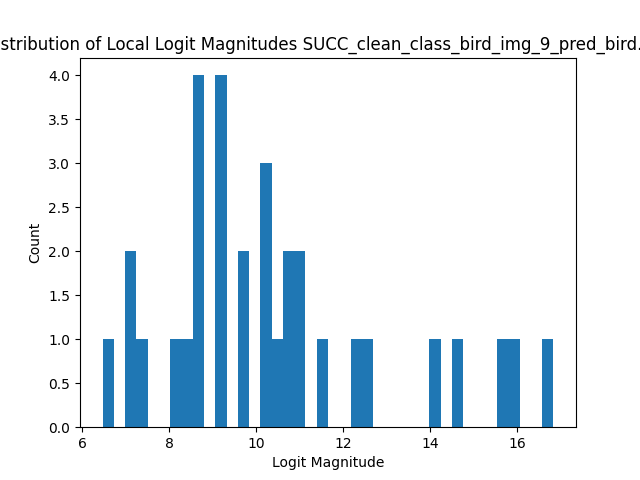 stribution of Local Logit Magnitudes SUCC_clean_class_bird_img_9_pred_bird.
4.0
3.5
3.0
2.5
2.0
1.5
1.0
0.5
0.0
Count
6 8 10 12 14 16
Logit Magnitude